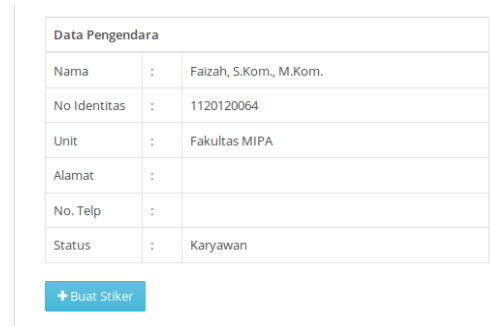 Data Pengendara
Nama : Faizah, S.Kom., M.Kom.
No Identitas : 1120120064
Unit : Fakultas MIPA
Alamat :
No. Telp :
Status : Karyawan
+ Buat Stiker